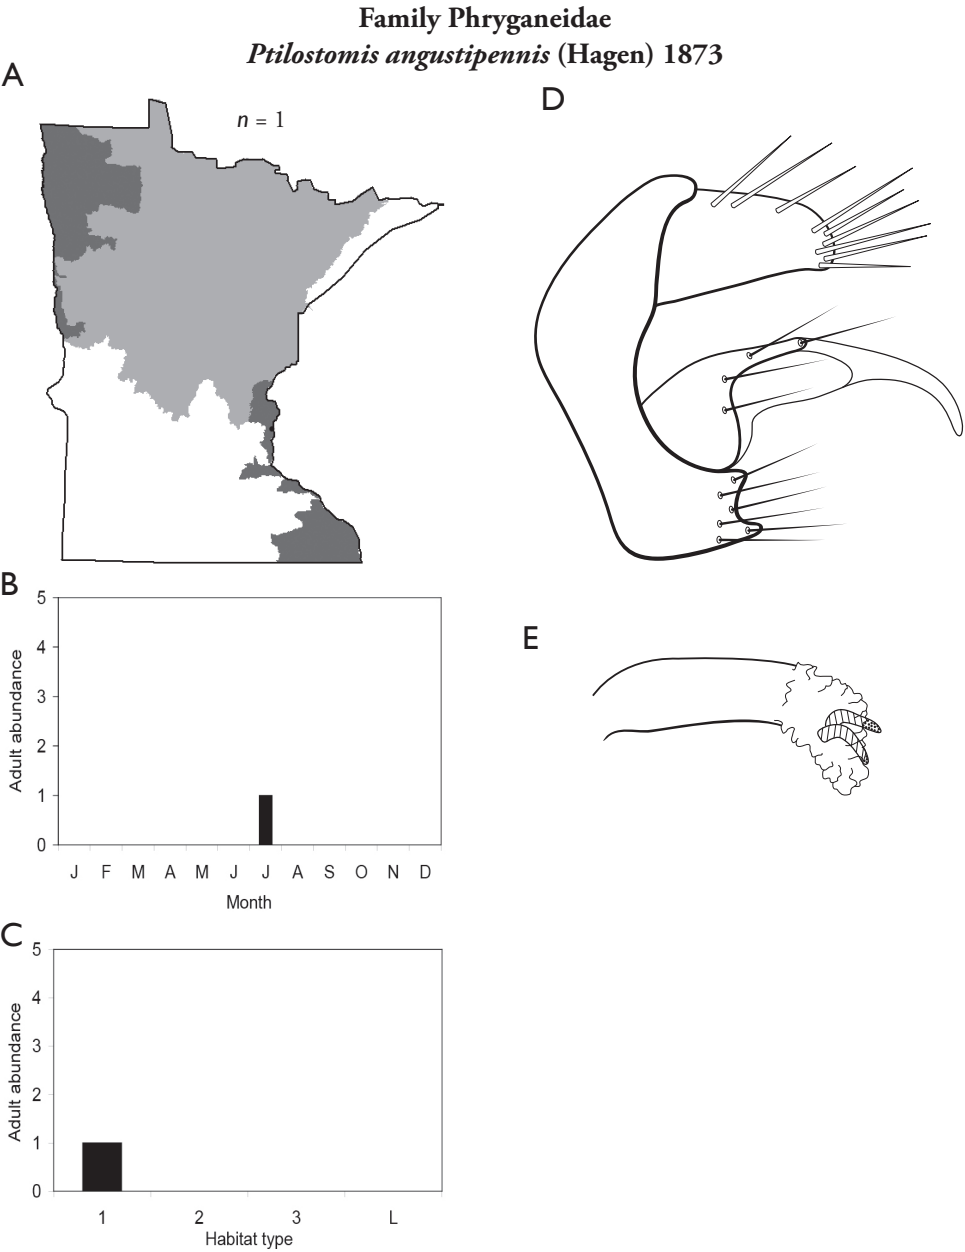 Family Phryganeidae
Ptilostomis angustipennis (Hagen) 1873
A
n = 1
D
B
5
4
3
2
1
0
Adult abundance
J F M A M J J A S O N D
Month
E
C
5
4
3
2
1
0
Adult abundance
1 2 3 L
Habitat type